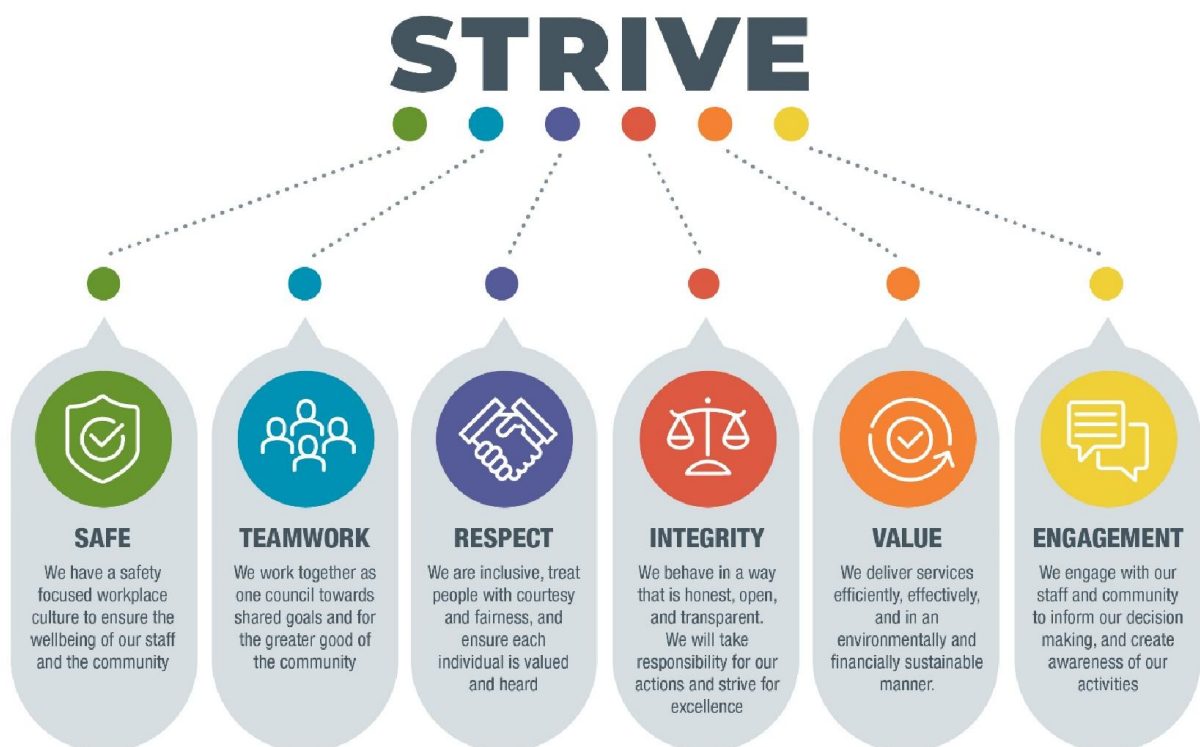 STRIVE
SAFE
We have a safety
focused workplace
culture to ensure the
wellbeing of our staff
and the community
TEAMWORK
We work together as
one council towards
shared goals and for
the greater good of
the community
RESPECT
We are inclusive, treat
people with courtesy
and fairness, and
ensure each
individual is valued
and heard
INTEGRITY
We behave in a way
that is honest, open,
and transparent.
We will take
responsibility for our
actions and strive for
excellence
VALUE
We deliver services
efficiently, effectively,
and in an
environmentally and
financially sustainable
manner.
ENGAGEMENT
We engage with our
staff and community
to inform our decision
making, and create
awareness of our
activities